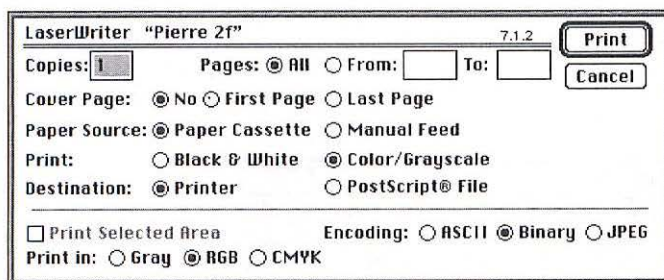 LaserWriter "Pierre 2f" 7.1.2 Print
Copies: 1 Pages: All From: To: Cancel
Cover Page: No First Page Last Page
Paper Source: Paper Cassette Manual Feed
Print: Black & White Color/Grayscale
Destination: Printer PostScript® File
Print Selected Area Encoding: ASCII Binary JPEG
Print in: Gray RGB CMYK